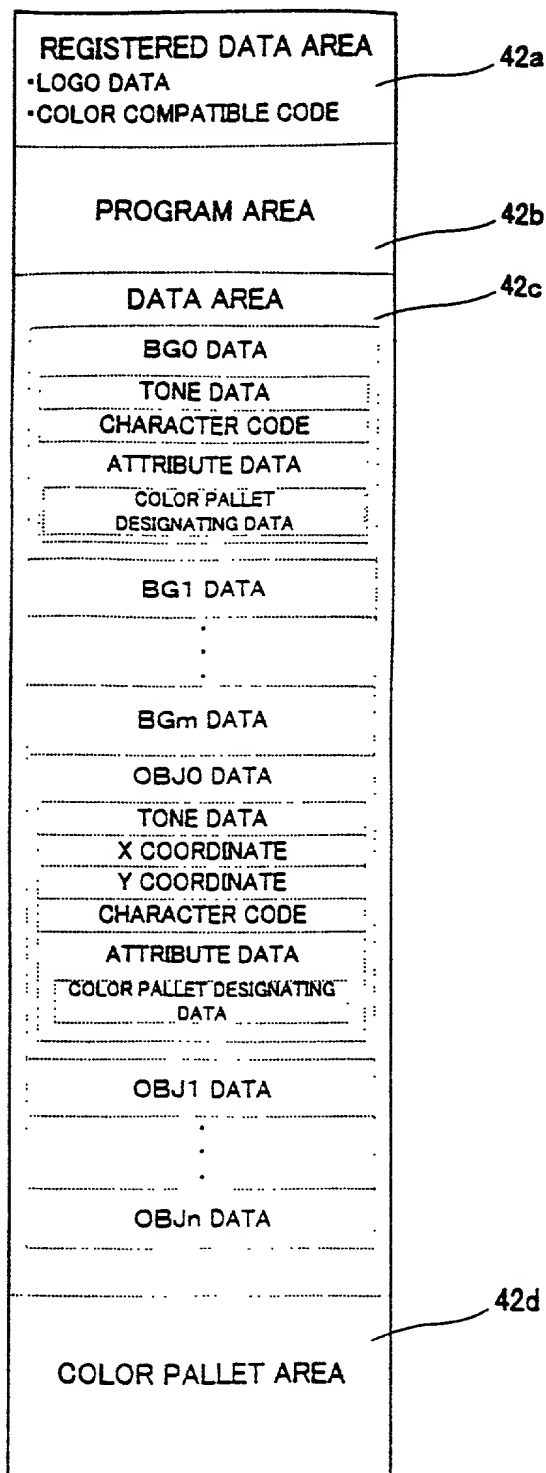 REGISTERED DATA AREA
•LOGO DATA
•COLOR COMPATIBLE CODE
42a
PROGRAM AREA
42b
DATA AREA
42c
BG0 DATA
TONE DATA
CHARACTER CODE
ATTRIBUTE DATA
COLOR PALLET
DESIGNATING DATA
BG1 DATA
BGm DATA
OBJ0 DATA
TONE DATA
X COORDINATE
Y COORDINATE
CHARACTER CODE
ATTRIBUTE DATA
COLOR PALLET DESIGNATING
DATA
OBJ1 DATA
OBJn DATA
42d
COLOR PALLET AREA